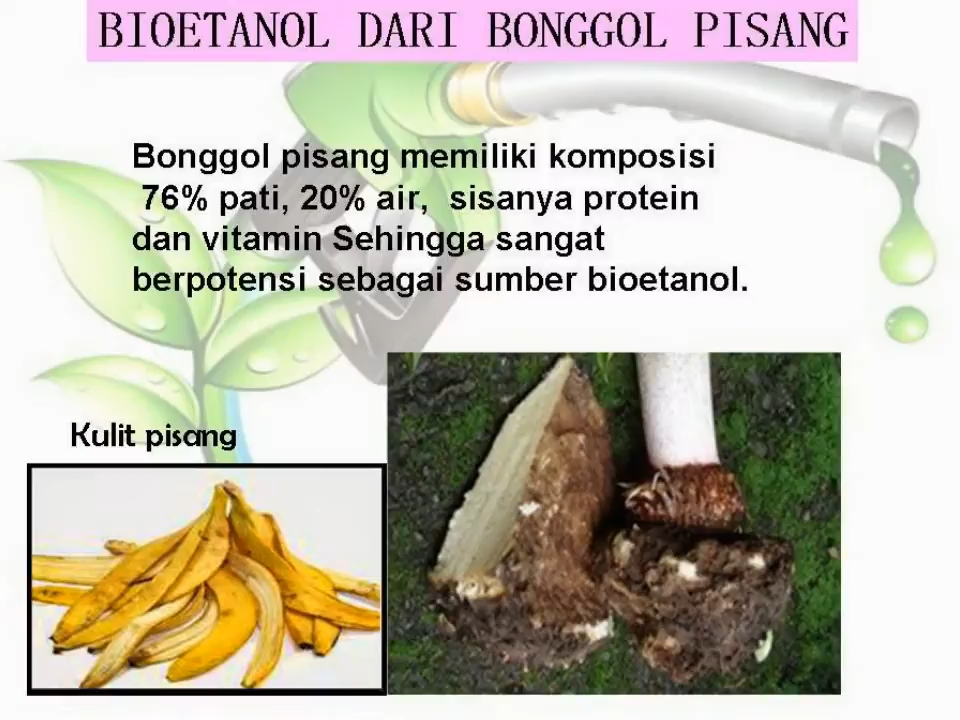 BIOETANOL DARI BONGGOL PISANG
Bonggol pisang memiliki komposisi
76% pati, 20% air, sisanya protein
dan vitamin Sehingga sangat
berpotensi sebagai sumber bioetanol.
Kulit pisang